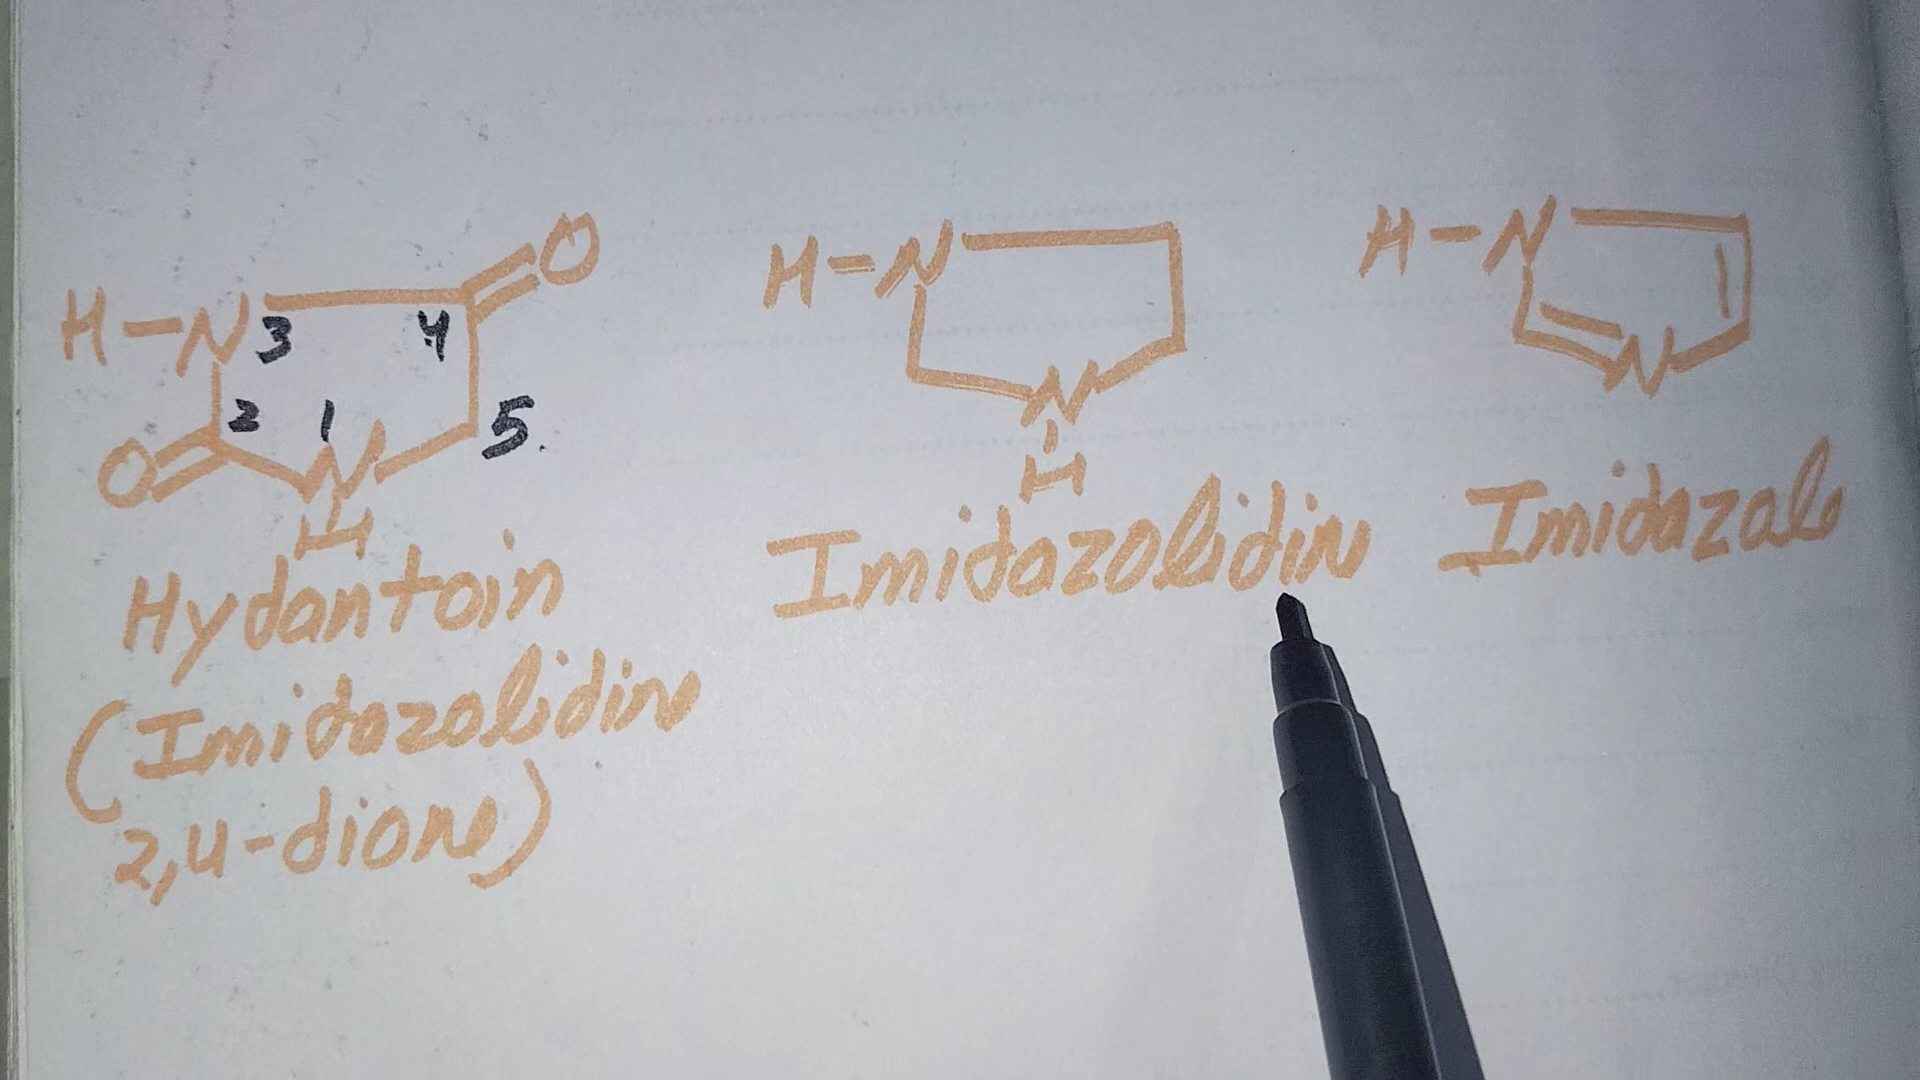 H-N 3 4 O
O 2 1 N 5.
H
Hydantoin
(Imidazolidine
2,4-dione)
H-N
N
H
Imidazolidine
H-N
N
Imidazole